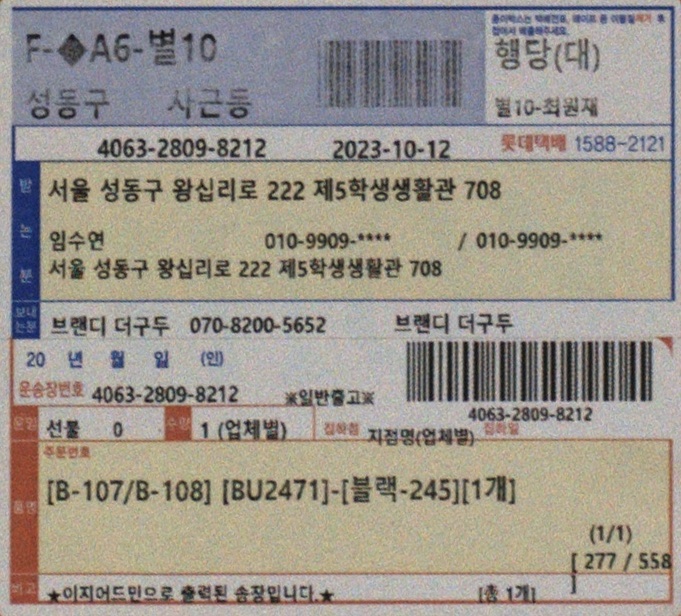 F-◆A6-별10
종이박스는 택배전표, 테이프 등 이물질제거 후
접어서 배출해주세요.
행당(대)
성동구 사근동
별10-최원재
4063-2809-8212 2023-10-12 롯데택배 1588-2121
받는분
서울 성동구 왕십리로 222 제5학생생활관 708
임수연 010-9909-**** / 010-9909-****
서울 성동구 왕십리로 222 제5학생생활관 708
보내는분
브랜디 더구두 070-8200-5652 브랜디 더구두
20 년 월 일 (인)
운송장번호 4063-2809-8212 ※일반출고※
4063-2809-8212
운임 선불 0 수량 1 (업체별) 집하점 지점명(업체별) 집하일
주문번호
품명
[B-107/B-108] [BU2471]-[블랙-245][1개]
(1/1)
[ 277 / 558
]
비고 ★이지어드민으로 출력된 송장입니다.★ [총 1개]